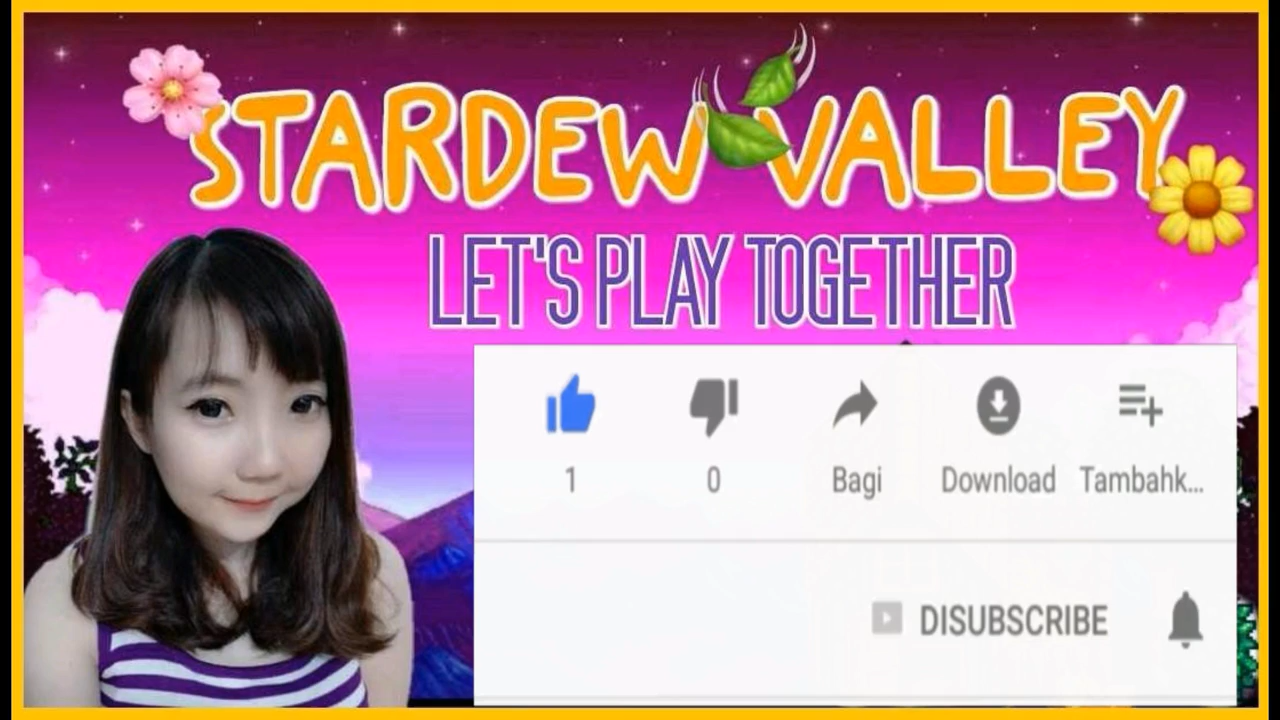 STARDEW VALLEY
LET'S PLAY TOGETHER
1 0 Bagi Download Tambahk...
DISUBSCRIBE